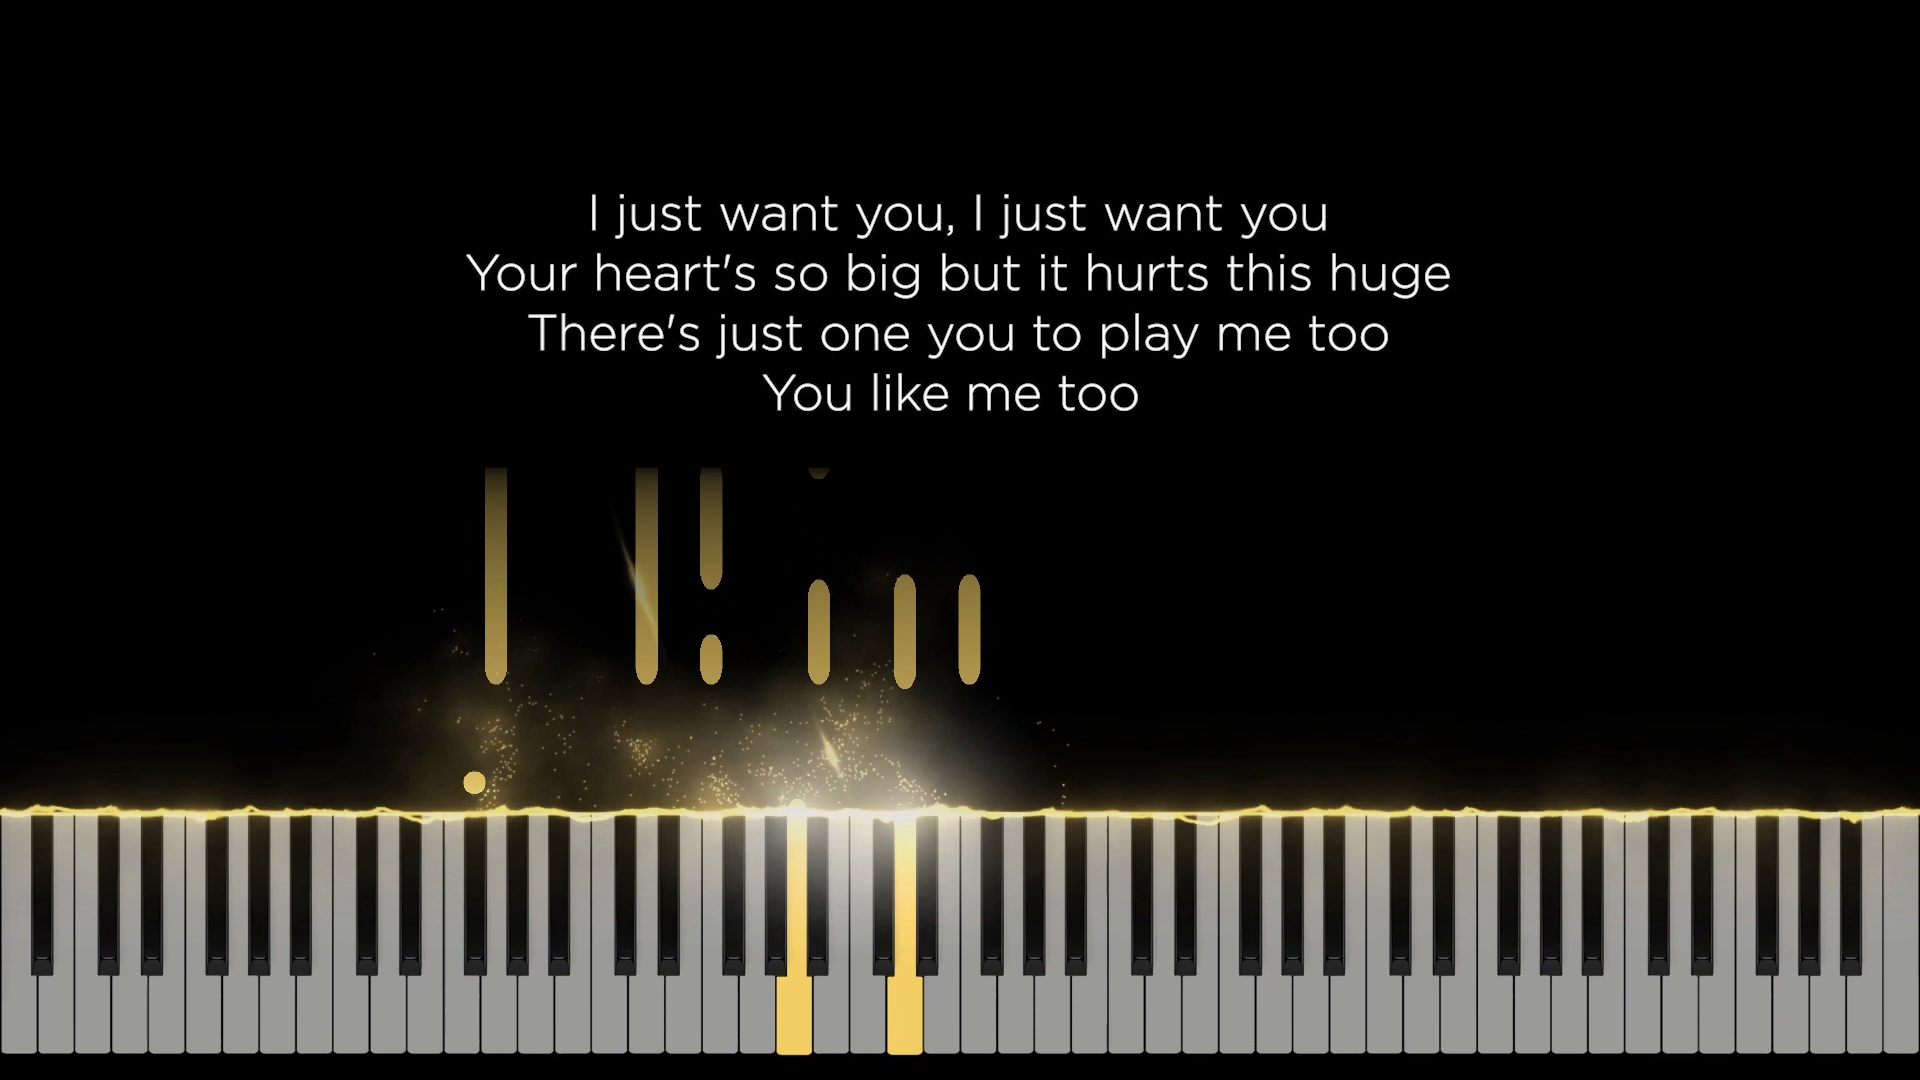 I just want you, I just want you
Your heart's so big but it hurts this huge
There's just one you to play me too
You like me too